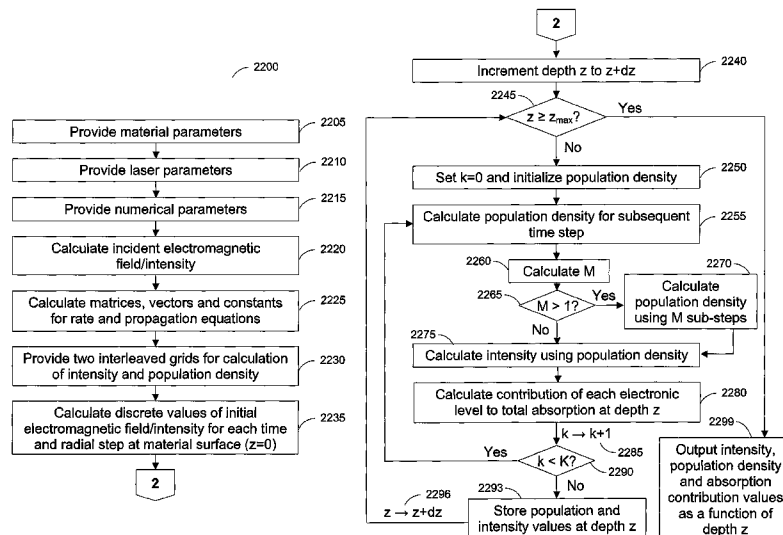 2200
Provide material parameters
2205
Provide laser parameters
2210
Provide numerical parameters
2215
Calculate incident electromagnetic
field/intensity
2220
Calculate matrices, vectors and constants
for rate and propagation equations
2225
Provide two interleaved grids for calculation
of intensity and population density
2230
Calculate discrete values of initial
electromagnetic field/intensity for each time
and radial step at material surface (z=0)
2235
2
2
Increment depth z to z+dz
2240
2245
z ≥ zmax?
Yes
No
Set k=0 and initialize population density
2250
Calculate population density for subsequent
time step
2255
2260
Calculate M
2265
M > 1?
Yes
No
2270
Calculate
population density
using M sub-steps
2275
Calculate intensity using population density
Calculate contribution of each electronic
level to total absorption at depth z
2280
k → k+1
2285
Yes
k < K?
2290
No
2293
Store population and
intensity values at depth z
2296
z → z+dz
2299
Output intensity,
population density
and absorption
contribution values
as a function of
depth z